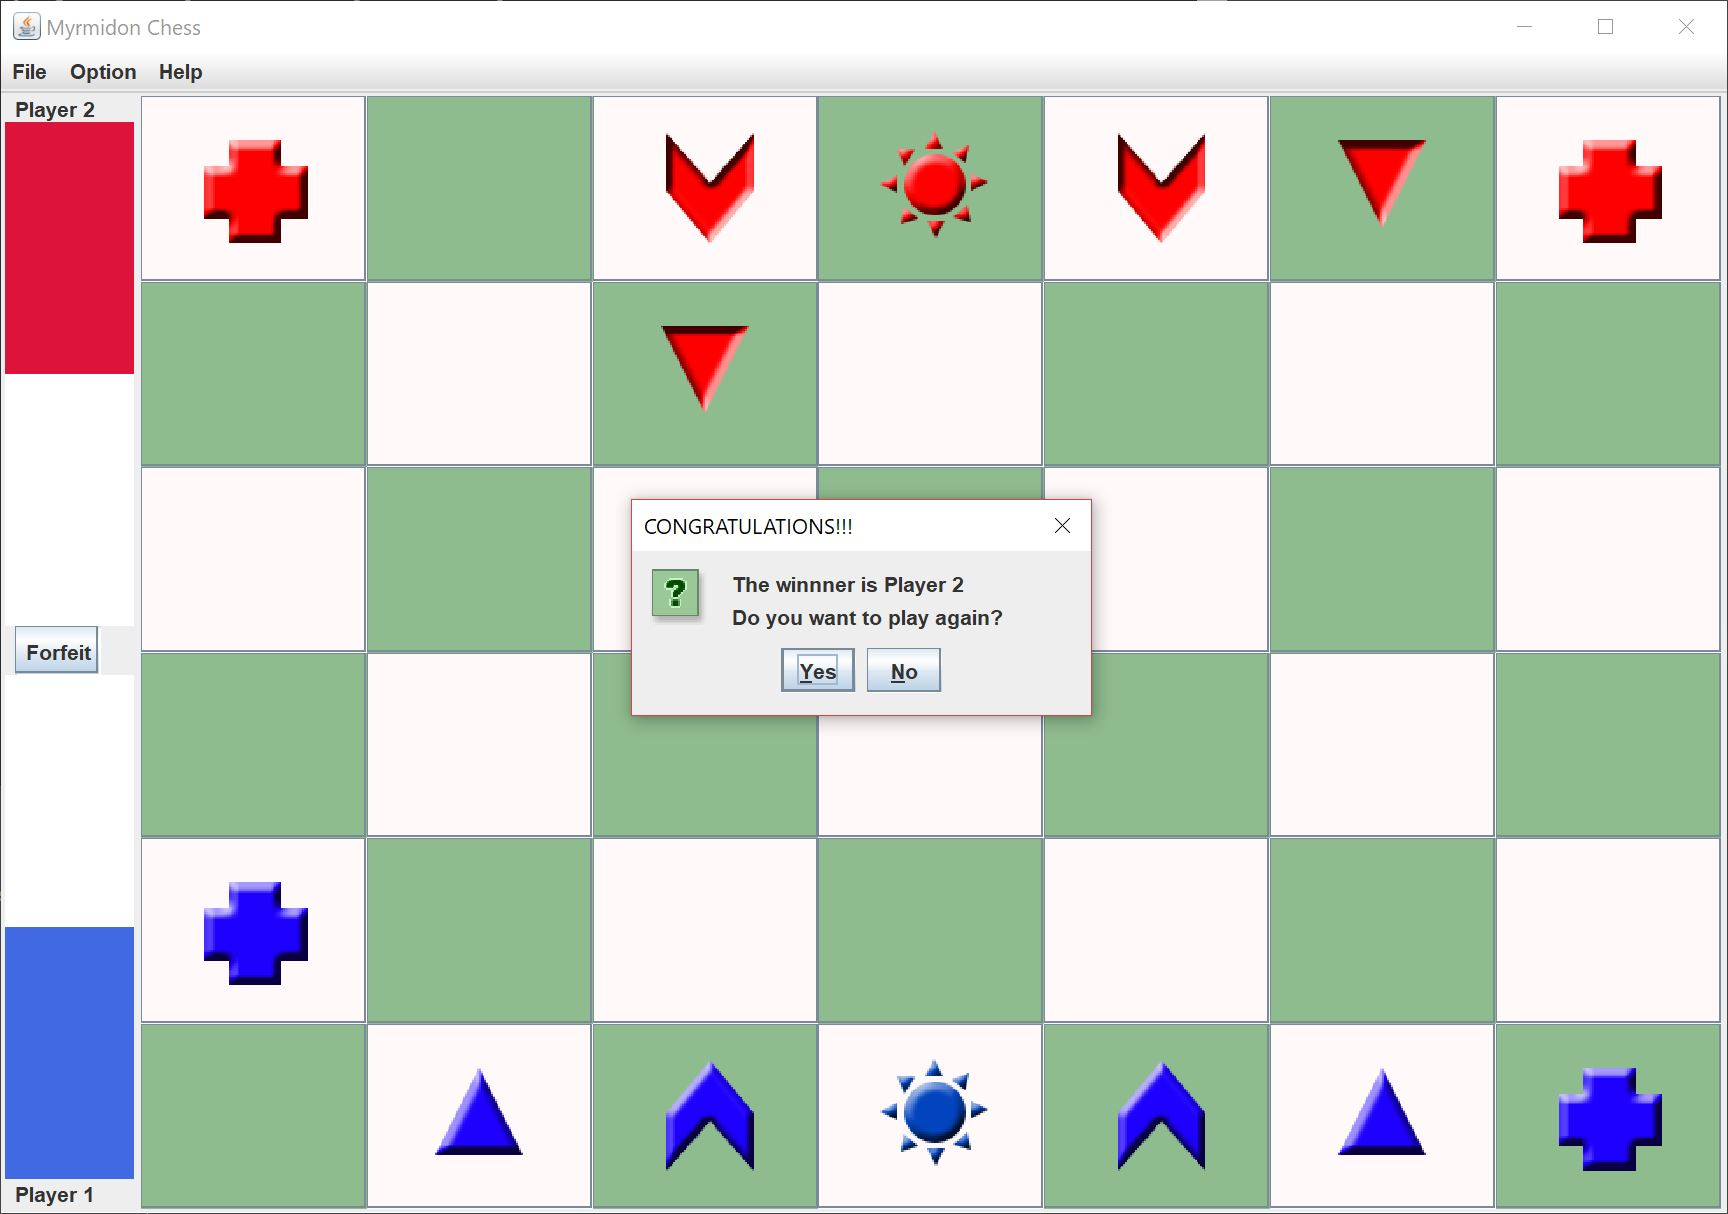 Myrmidon Chess
File Option Help
Player 2
CONGRATULATIONS!!!
?
The winnner is Player 2
Do you want to play again?
Yes No
Forfeit
Player 1